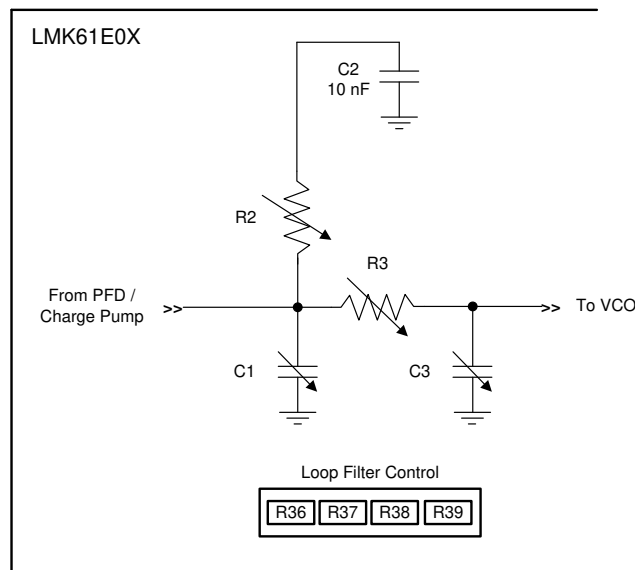 LMK61E0X
C2
10 nF
R2
R3
From PFD /
Charge Pump
>>
>>
To VCO
C1
C3
Loop Filter Control
R36 R37 R38 R39